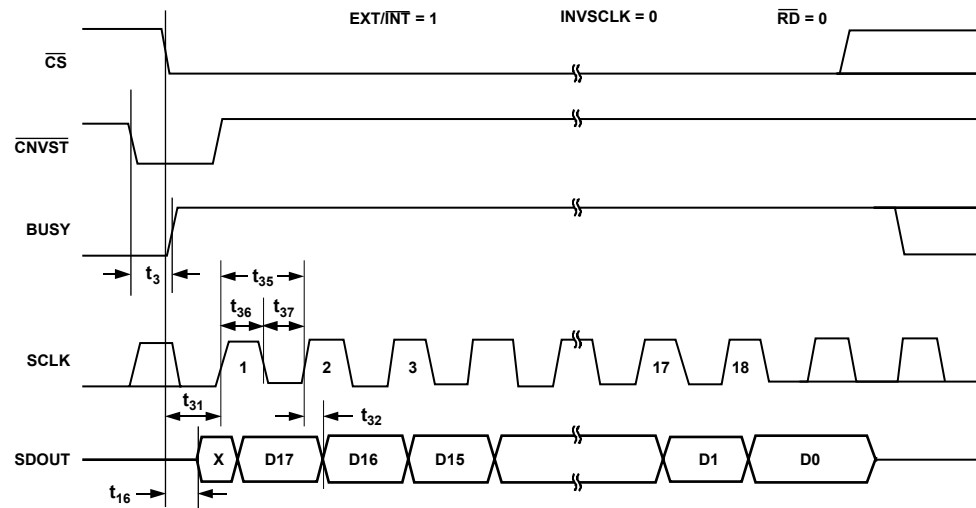 EXT/INT = 1 INVSCLK = 0 RD = 0
CS
CNVST
BUSY
t3
t35
t36 t37
SCLK
1 2 3 17 18
t31
t32
SDOUT
X D17 D16 D15 D1 D0
t16